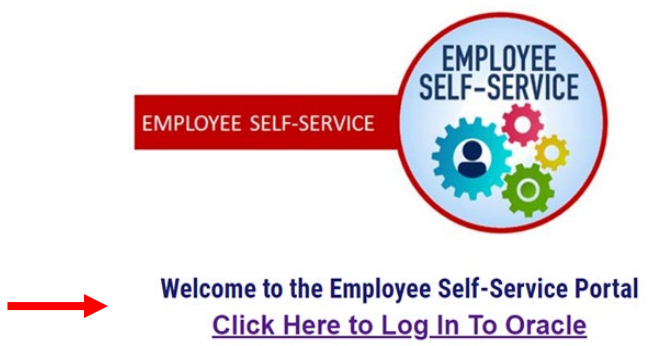 EMPLOYEE
SELF-SERVICE
EMPLOYEE SELF-SERVICE
Welcome to the Employee Self-Service Portal
Click Here to Log In To Oracle